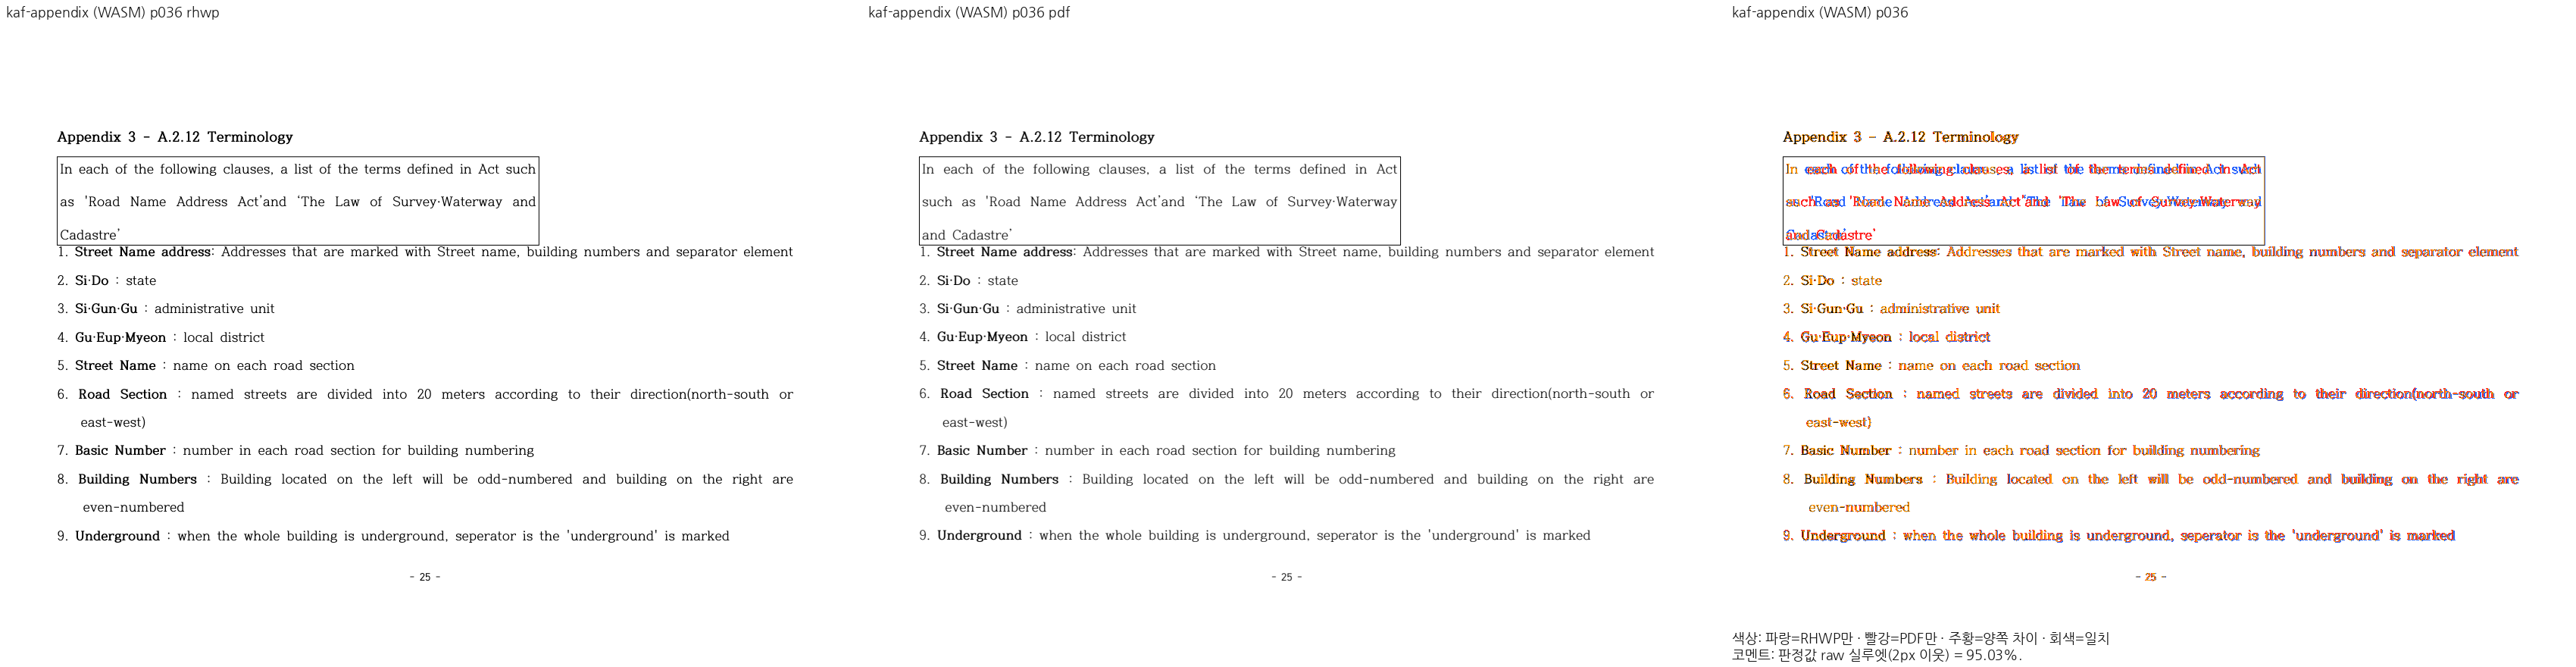 kaf-appendix (WASM) p036 rhwp
Appendix 3 - A.2.12 Terminology
In each of the following clauses, a list of the terms defined in Act such
as 'Road Name Address Act'and 'The Law of Survey·Waterway and
Cadastre'
1. Street Name address: Addresses that are marked with Street name, building numbers and separator element
2. Si·Do : state
3. Si·Gun·Gu : administrative unit
4. Gu·Eup·Myeon : local district
5. Street Name : name on each road section
6. Road Section : named streets are divided into 20 meters according to their direction(north-south or
east-west)
7. Basic Number : number in each road section for building numbering
8. Building Numbers : Building located on the left will be odd-numbered and building on the right are
even-numbered
9. Underground : when the whole building is underground, seperator is the 'underground' is marked
- 25 -
kaf-appendix (WASM) p036 pdf
Appendix 3 - A.2.12 Terminology
In each of the following clauses, a list of the terms defined in Act
such as 'Road Name Address Act'and 'The Law of Survey·Waterway
and Cadastre'
1. Street Name address: Addresses that are marked with Street name, building numbers and separator element
2. Si·Do : state
3. Si·Gun·Gu : administrative unit
4. Gu·Eup·Myeon : local district
5. Street Name : name on each road section
6. Road Section : named streets are divided into 20 meters according to their direction(north-south or
east-west)
7. Basic Number : number in each road section for building numbering
8. Building Numbers : Building located on the left will be odd-numbered and building on the right are
even-numbered
9. Underground : when the whole building is underground, seperator is the 'underground' is marked
- 25 -
kaf-appendix (WASM) p036
Appendix 3 - A.2.12 Terminology
In
1. Street Name address: Addresses that are marked with Street name, building numbers and separator element
2. Si·Do : state
3. Si·Gun·Gu : administrative unit
4. Gu·Eup·Myeon : local district
5. Street Name : name on each road section
6. Road Section : named streets are divided into 20 meters according to their direction(north-south or
east-west)
7. Basic Number : number in each road section for building numbering
8. Building Numbers : Building located on the left will be odd-numbered and building on the right are
even-numbered
9. Underground : when the whole building is underground, seperator is the 'underground' is marked
- 25 -
색상: 파랑=RHWP만 · 빨강=PDF만 · 주황=양쪽 차이 · 회색=일치
코멘트: 판정값 raw 실루엣(2px 이웃) = 95.03%.